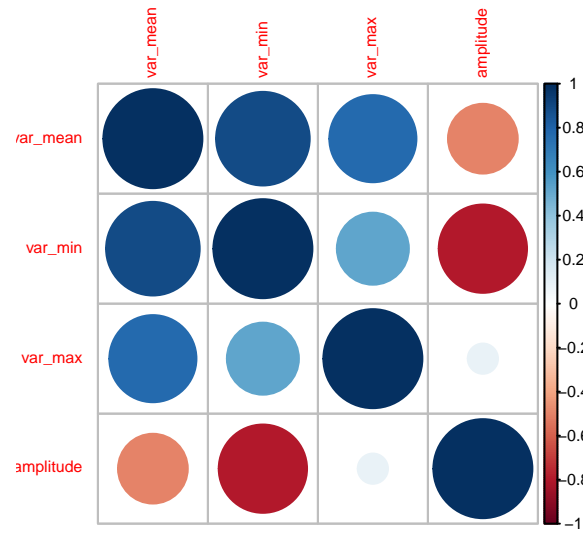 var_mean
var_min
var_max
amplitude
var_mean
var_min
var_max
amplitude
1
0.8
0.6
0.4
0.2
0
-0.2
-0.4
-0.6
-0.8
-1